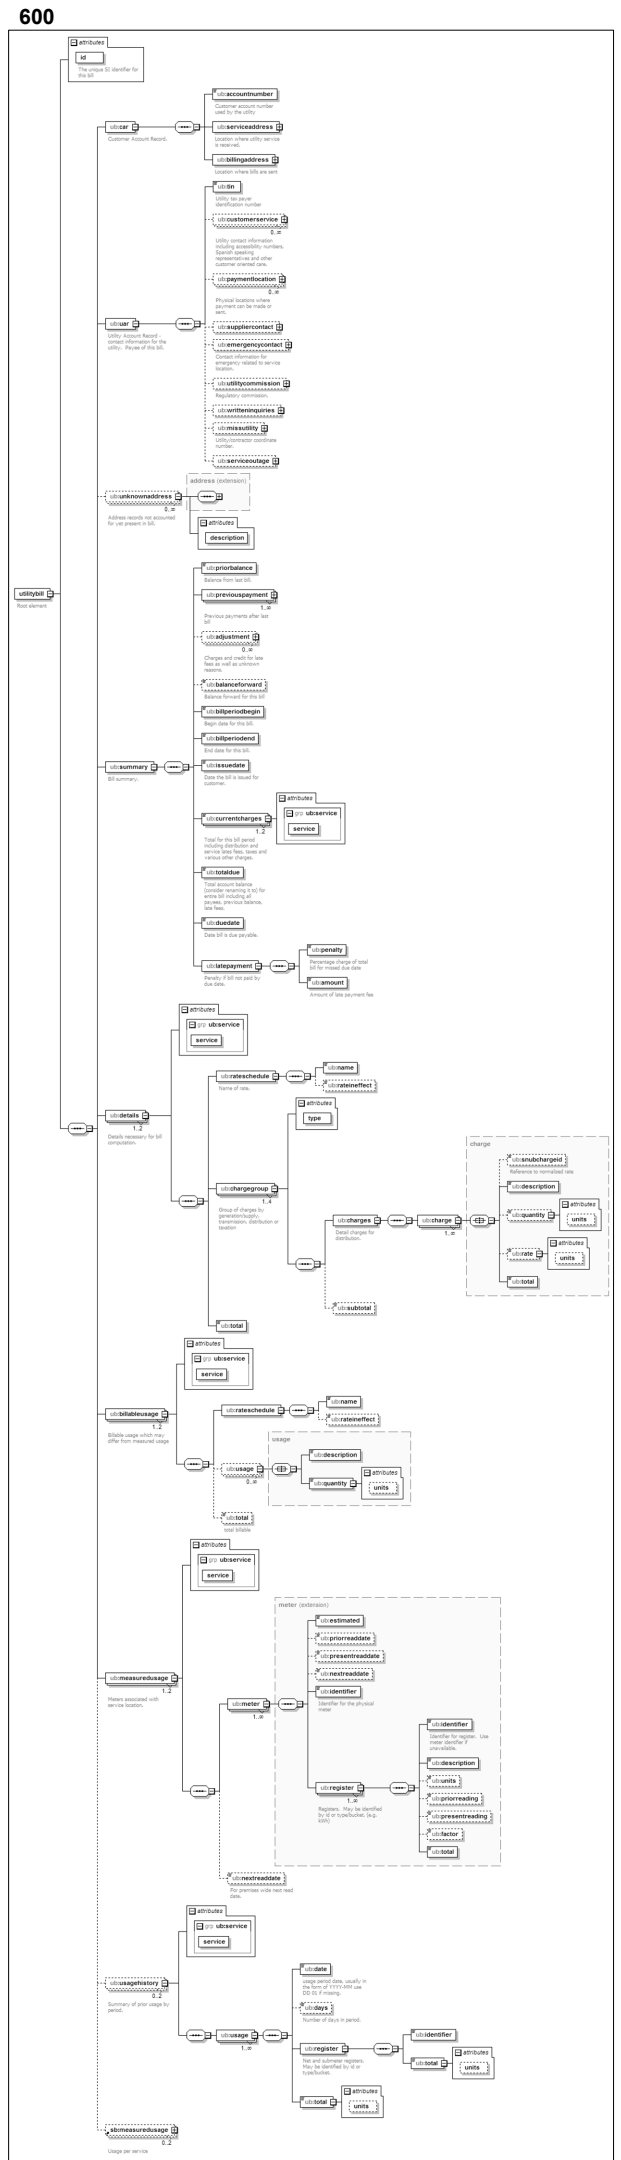 600
attributes
id
The unique SI identifier for
this bill
ub:accountnumber
Customer account number
used by the utility
ub:car
Customer Account Record.
ub:serviceaddress
Location where utility service
is received.
ub:billingaddress
Location where bills are sent
ub:tin
Utility tax payer
identification number
ub:customerservice
0..∞
Utility contact information
including accessibility numbers,
Spanish speaking
representatives and other
customer oriented care.
ub:paymentlocation
0..∞
Physical locations where
payment can be made or
sent.
ub:uar
Utility Account Record -
contact information for the
utility. Payee of this bill.
ub:suppliercontact
ub:emergencycontact
Contact information for
emergency related to service
location.
ub:utilitycommission
Regulatory commission.
ub:writteninquiries
ub:missutility
Utility/contractor coordinate
number.
ub:serviceoutage
address (extension)
ub:unknownaddress
0..∞
Address records not accounted
for yet present in bill.
attributes
description
utilitybill
Root element
ub:priorbalance
Balance from last bill.
ub:previouspayment
1..∞
Previous payments after last
bill
ub:adjustment
0..∞
Charges and credit for late
fees as well as unknown
reasons.
ub:balanceforward
Balance forward for this bill
ub:billperiodbegin
Begin date for this bill.
ub:billperiodend
End date for this bill.
ub:summary
Bill summary.
ub:issuedate
Date the bill is issued for
customer.
attributes
grp ub:service
service
ub:currentcharges
1..2
Total for this bill period
including distribution and
service lates fees, taxes and
various other charges.
ub:totaldue
Total account balance
(consider renaming it to) for
entire bill including all
payees, previous balance,
late fees.
ub:duedate
Date bill is due payable.
ub:latepayment
Penalty if bill not paid by
due date.
ub:penalty
Percentage charge of total
bill for missed due date
ub:amount
Amount of late payment fee
attributes
grp ub:service
service
ub:rateschedule
Name of rate.
ub:name
ub:rateineffect
ub:details
1..2
Details necessary for bill
computation.
attributes
type
ub:chargegroup
1..4
Group of charges by
generation/supply,
transmission, distribution or
taxation
charge
ub:snubchargeid
Reference to normalized rate
ub:description
ub:charges
Detail charges for
distribution.
ub:charge
1..∞
ub:quantity
attributes
units
ub:rate
attributes
units
ub:total
ub:subtotal
ub:total
attributes
grp ub:service
service
ub:billableusage
1..2
Billable usage which may
differ from measured usage
ub:rateschedule
ub:name
ub:rateineffect
usage
ub:usage
0..∞
ub:description
ub:quantity
attributes
units
ub:total
total billable
attributes
grp ub:service
service
meter (extension)
ub:estimated
ub:priorreaddate
ub:presentreaddate
ub:nextreaddate
ub:measuredusage
1..2
Meters associated with
service location.
ub:meter
1..∞
ub:identifier
Identifier for the physical
meter
ub:register
1..∞
Registers. May be identified
by id or type/bucket. (e.g.
kWh)
ub:identifier
Identifier for register. Use
meter identifier if
unavailable.
ub:description
ub:units
ub:priorreading
ub:presentreading
ub:factor
ub:total
ub:nextreaddate
For premises wide next read
date.
attributes
grp ub:service
service
ub:usagehistory
0..2
Summary of prior usage by
period.
ub:usage
1..∞
ub:date
usage period date, usually in
the form of YYYY-MM use
DD 01 if missing.
ub:days
Number of days in period.
ub:register
Net and submeter registers.
May be identified by id or
type/bucket.
ub:identifier
ub:total
attributes
units
ub:total
attributes
units
sb:measuredusage
0..2
Usage per service